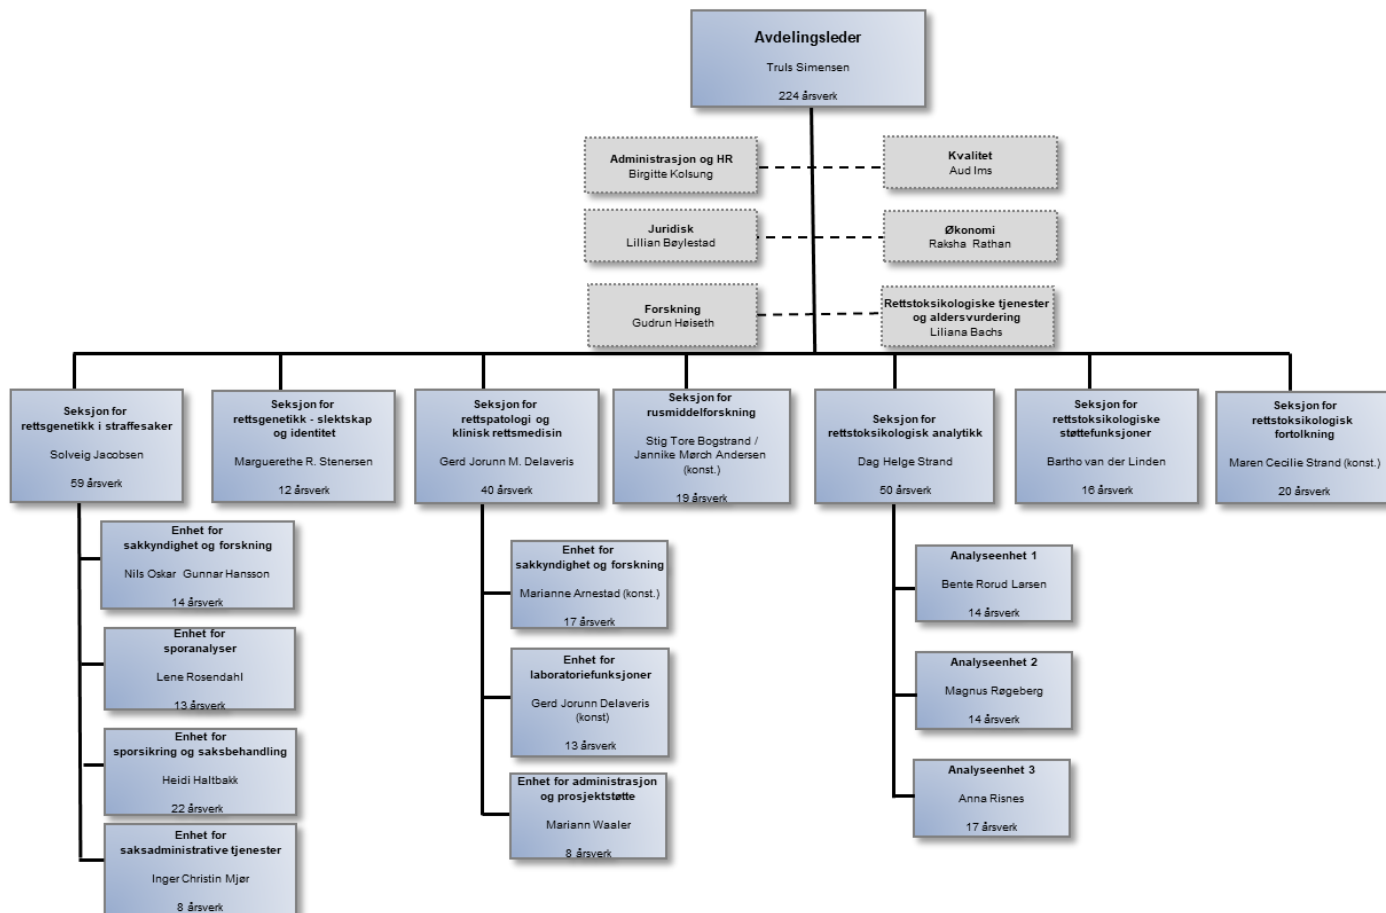 Avdelingsleder
Truls Simensen
224 årsverk
Administrasjon og HR
Birgitte Kolsung
Kvalitet
Aud Ims
Juridisk
Lillian Bøylestad
Økonomi
Raksha Rathan
Forskning
Gudrun Høiseth
Rettstoksikologiske tjenester
og aldersvurdering
Liliana Bachs
Seksjon for
rettsgenetikk i straffesaker
Solveig Jacobsen
59 årsverk
Seksjon for
rettsgenetikk - slektskap
og identitet
Marguerethe R. Stenersen
12 årsverk
Seksjon for
rettspatologi og
klinisk rettsmedisin
Gerd Jorunn M. Delaveris
40 årsverk
Seksjon for
rusmiddelforskning
Stig Tore Bogstrand /
Jannike Mørch Andersen
(konst.)
19 årsverk
Seksjon for
rettstoksikologisk analytikk
Dag Helge Strand
50 årsverk
Seksjon for
rettstoksikologiske
støttefunksjoner
Bartho van der Linden
16 årsverk
Seksjon for
rettstoksikologisk
fortolkning
Maren Cecilie Strand (konst.)
20 årsverk
Enhet for
sakkyndighet og forskning
Nils Oskar Gunnar Hansson
14 årsverk
Enhet for
sporanalyser
Lene Rosendahl
13 årsverk
Enhet for
sporsikring og saksbehandling
Heidi Haltbakk
22 årsverk
Enhet for
saksadministrative tjenester
Inger Christin Mjør
8 årsverk
Enhet for
sakkyndighet og forskning
Marianne Arnestad (konst.)
17 årsverk
Enhet for
laboratoriefunksjoner
Gerd Jorunn Delaveris
(konst)
13 årsverk
Enhet for administrasjon
og prosjektstøtte
Mariann Waaler
8 årsverk
Analyseenhet 1
Bente Rorud Larsen
14 årsverk
Analyseenhet 2
Magnus Røgeberg
14 årsverk
Analyseenhet 3
Anna Risnes
17 årsverk